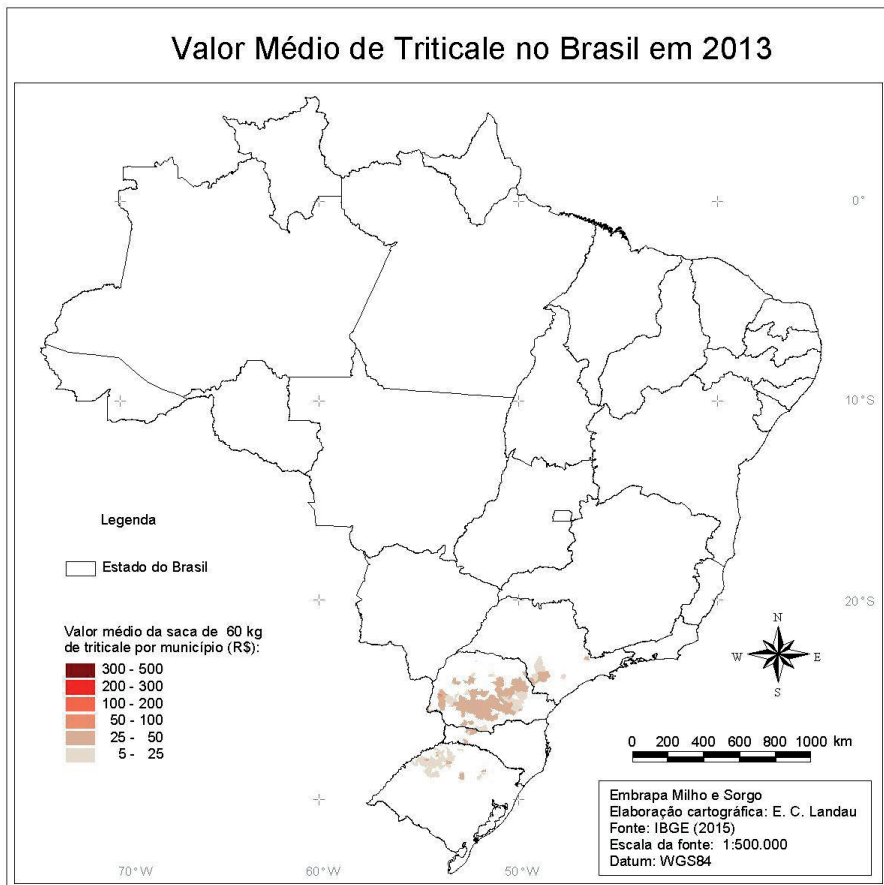 Valor Médio de Triticale no Brasil em 2013
0°
10°S
20°S
Legenda
Estado do Brasil
Valor médio da saca de 60 kg
de triticale por município (R$):
300 - 500
200 - 300
100 - 200
50 - 100
25 - 50
5 - 25
N
W E
S
0 200 400 600 800 1000 km
Embrapa Milho e Sorgo
Elaboração cartográfica: E. C. Landau
Fonte: IBGE (2015)
Escala da fonte: 1:500.000
Datum: WGS84
70°W 60°W 50°W